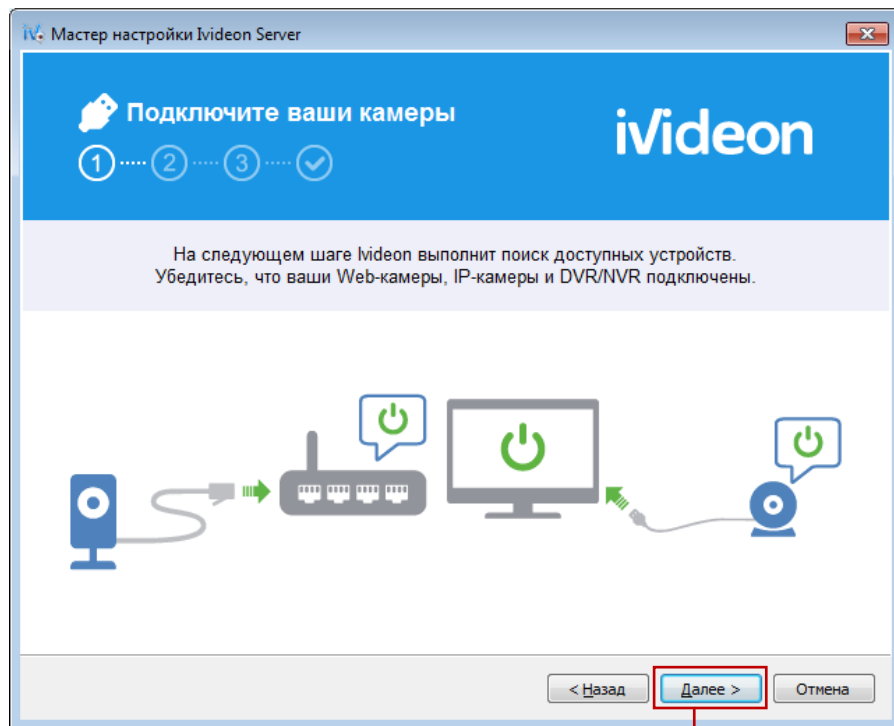 Мастер настройки Ivideon Server
Подключите ваши камеры
iVideon
1 2 3
На следующем шаге Ivideon выполнит поиск доступных устройств.
Убедитесь, что ваши Web-камеры, IP-камеры и DVR/NVR подключены.
< Назад Далее > Отмена